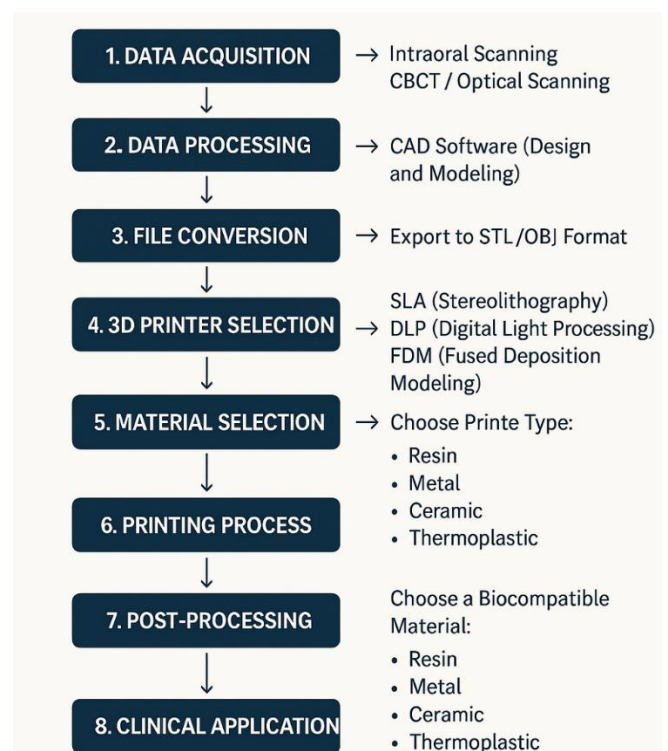 1. DATA ACQUISITION
→ Intraoral Scanning
CBCT / Optical Scanning
2. DATA PROCESSING
→ CAD Software (Design
and Modeling)
3. FILE CONVERSION
→ Export to STL/OBJ Format
4. 3D PRINTER SELECTION
SLA (Stereolithography)
→ DLP (Digital Light Processing)
FDM (Fused Deposition
Modeling)
5. MATERIAL SELECTION
→ Choose Printe Type:
• Resin
• Metal
• Ceramic
• Thermoplastic
6. PRINTING PROCESS
7. POST-PROCESSING
Choose a Biocompatible
Material:
• Resin
• Metal
• Ceramic
• Thermoplastic
8. CLINICAL APPLICATION